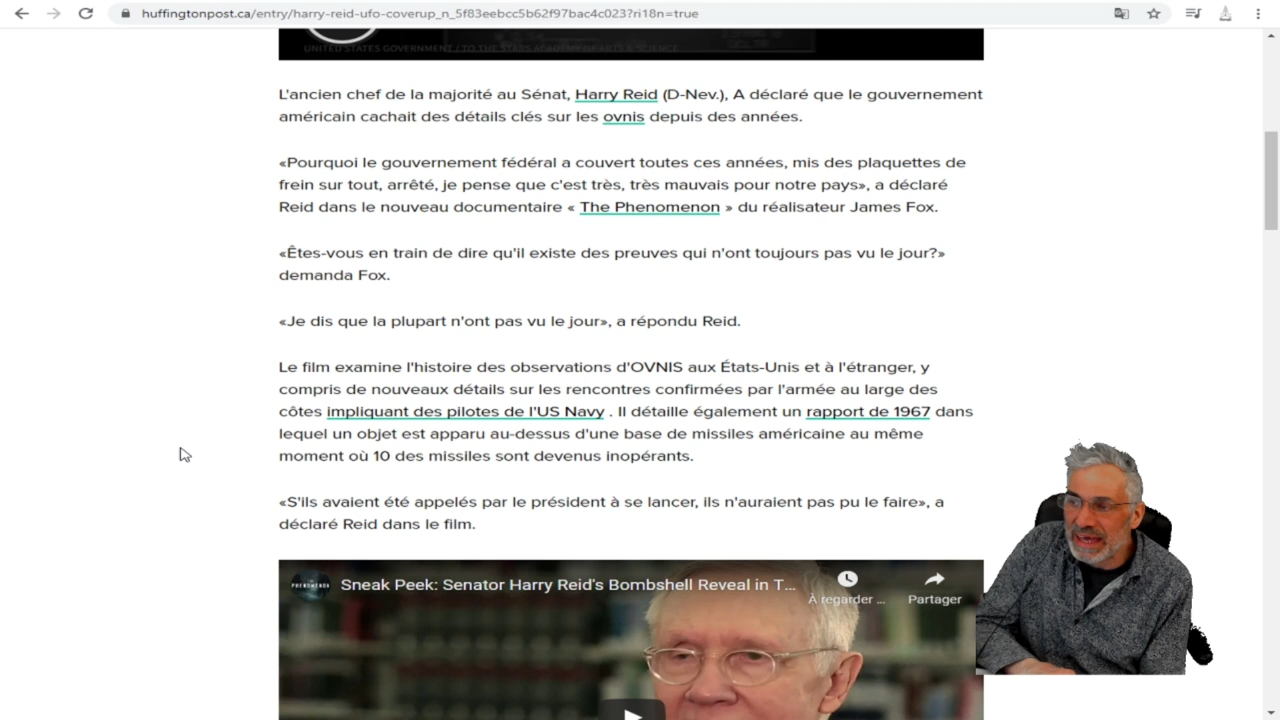 huffingtonpost.ca/entry/harry-reid-ufo-coverup_n_5f83eebcc5b62f97bac4c023?ri18n=true
UNITED STATES GOVERNMENT / TO THE STARS ACADEMY OF ARTS & SCIENCE
L'ancien chef de la majorité au Sénat, Harry Reid (D-Nev.), A déclaré que le gouvernement
américain cachait des détails clés sur les ovnis depuis des années.
«Pourquoi le gouvernement fédéral a couvert toutes ces années, mis des plaquettes de
frein sur tout, arrêté, je pense que c'est très, très mauvais pour notre pays», a déclaré
Reid dans le nouveau documentaire « The Phenomenon » du réalisateur James Fox.
«Êtes-vous en train de dire qu'il existe des preuves qui n'ont toujours pas vu le jour?»
demanda Fox.
«Je dis que la plupart n'ont pas vu le jour», a répondu Reid.
Le film examine l'histoire des observations d'OVNIS aux États-Unis et à l'étranger, y
compris de nouveaux détails sur les rencontres confirmées par l'armée au large des
côtes impliquant des pilotes de l'US Navy . Il détaille également un rapport de 1967 dans
lequel un objet est apparu au-dessus d'une base de missiles américaine au même
moment où 10 des missiles sont devenus inopérants.
«S'ils avaient été appelés par le président à se lancer, ils n'auraient pas pu le faire», a
déclaré Reid dans le film.
PHENOMENON
Sneak Peek: Senator Harry Reid's Bombshell Reveal in T...
À regarder ...
Partager